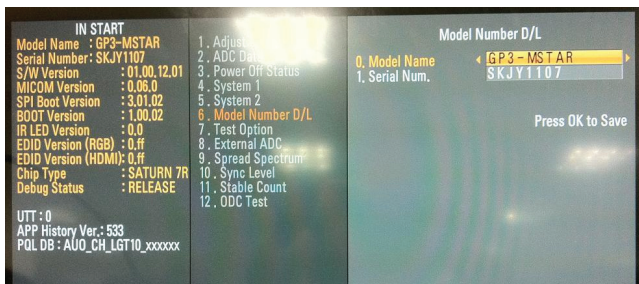 IN START
Model Name : GP3-MSTAR
Serial Number : SKJY1107
S/W Version : 01.00.12.01
MICOM Version : 0.06.0
SPI Boot Version : 3.01.02
BOOT Version : 1.00.02
IR LED Version : 0.0
EDID Version (RGB) : 0.ff
EDID Version (HMDI): 0.ff
Chip Type : SATURN 7R
Debug Status : RELEASE
UTT : 0
APP History Ver.: 533
PQL DB : AUO_CH_LGT10_xxxxxx
1. Adjust
2. ADC
3. Power Off Status
4. System 1
5. System 2
6. Model Number D/L
7. Test Option
8. External ADC
9. Spread Spectrum
10. Sync Level
11. Stable Count
12. ODC Test
Model Number D/L
0. Model Name GP3-MSTAR
1. Serial Num. SKJY1107
Press OK to Save